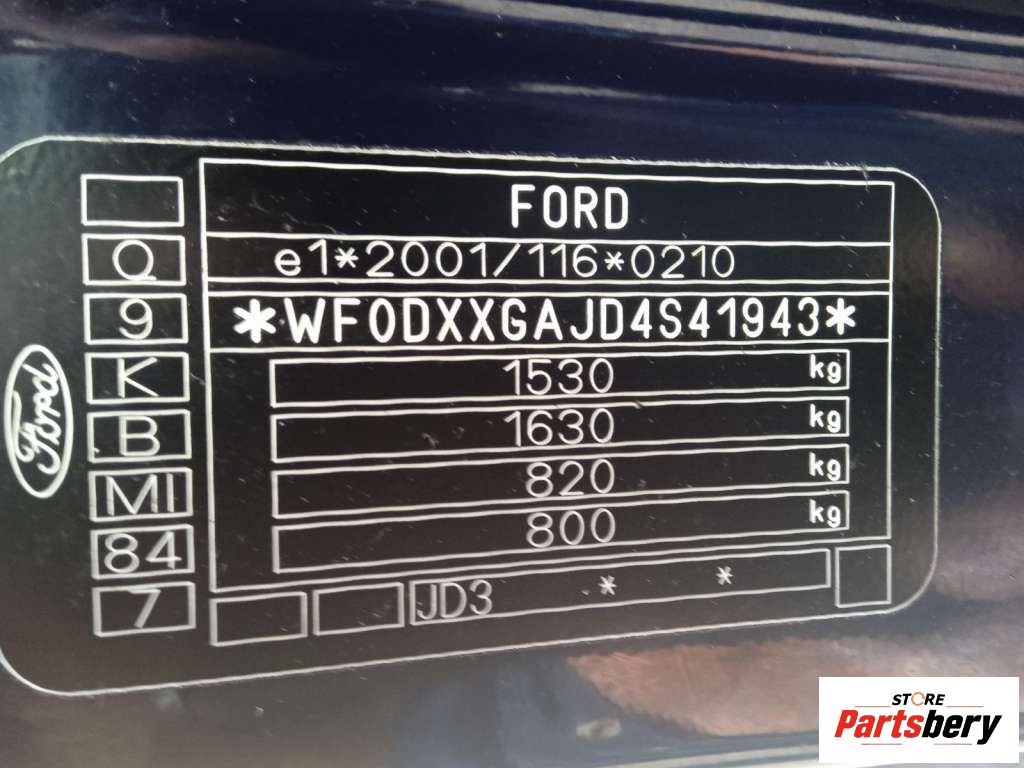 FORD
e1*2001/116*0210
*WF0DXXGAJD4S41943*
1530 kg
1630 kg
820 kg
800 kg
JD3 * *
Q
9
K
B
MI
84
7
Ford
STORE
Partsbery